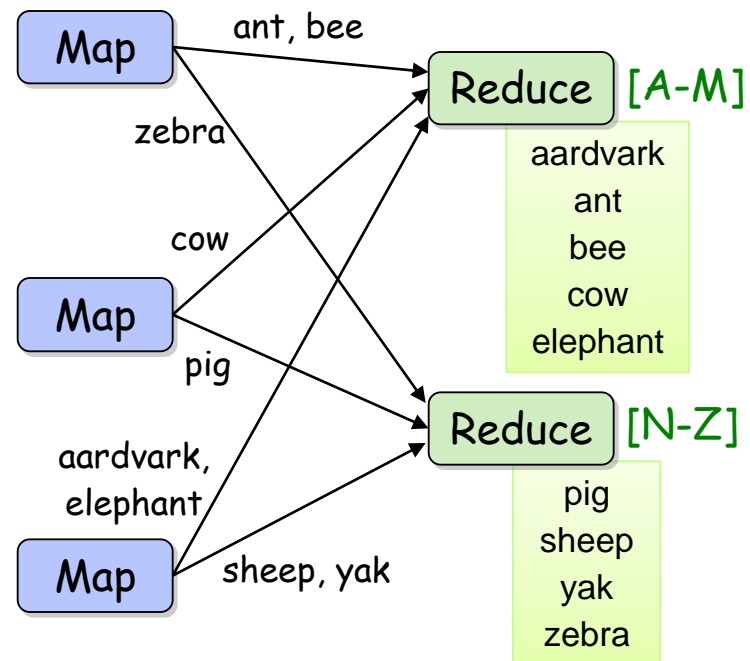 Map
ant, bee
Reduce [A-M]
zebra
aardvark
ant
bee
cow
elephant
cow
Map
pig
Reduce [N-Z]
aardvark,
elephant
pig
sheep
yak
zebra
Map
sheep, yak